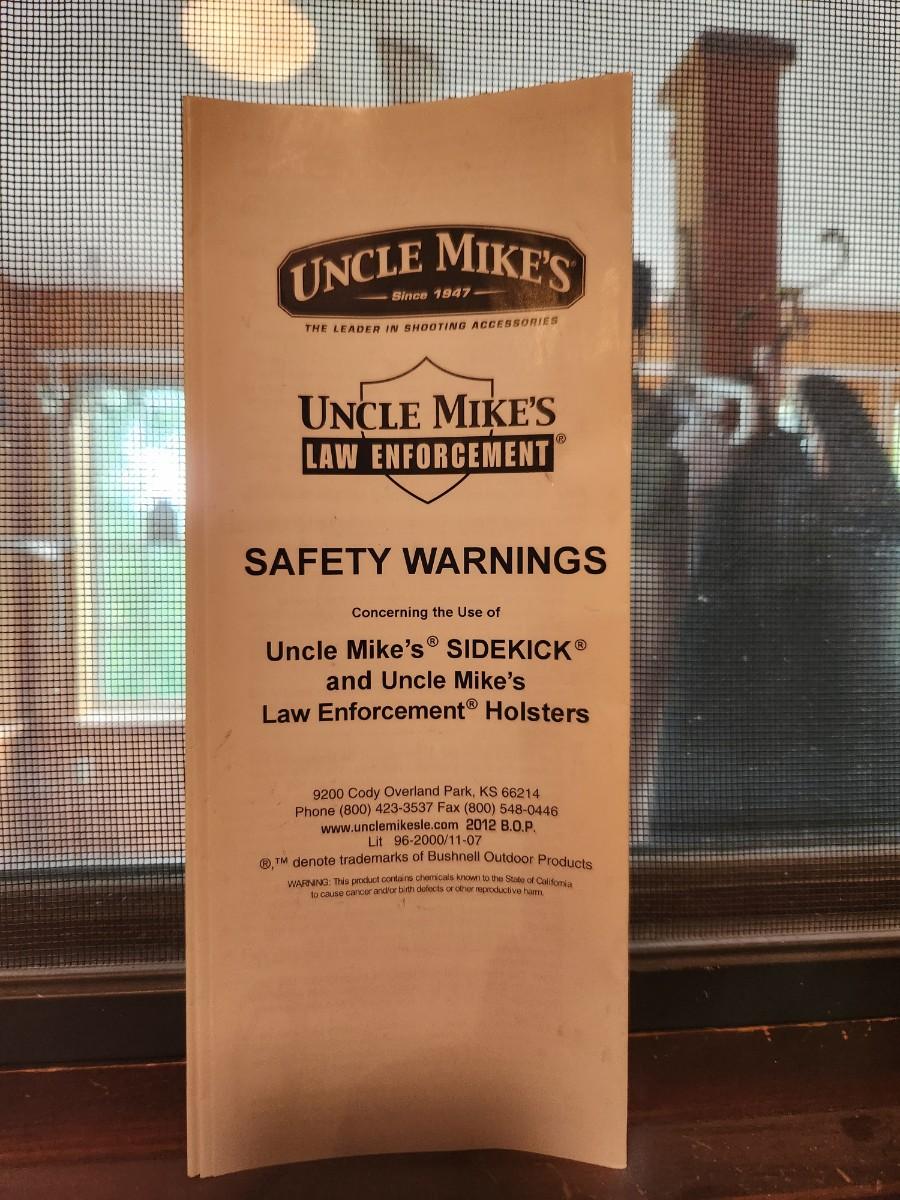 UNCLE MIKE'S®
Since 1947
THE LEADER IN SHOOTING ACCESSORIES
UNCLE MIKE'S
LAW ENFORCEMENT®
SAFETY WARNINGS
Concerning the Use of
Uncle Mike's® SIDEKICK®
and Uncle Mike's
Law Enforcement® Holsters
9200 Cody Overland Park, KS 66214
Phone (800) 423-3537 Fax (800) 548-0446
www.unclemikesle.com 2012 B.O.P.
Lit 96-2000/11-07
®,™ denote trademarks of Bushnell Outdoor Products
WARNING: This product contains chemicals known to the State of California
to cause cancer and/or birth defects or other reproductive harm.